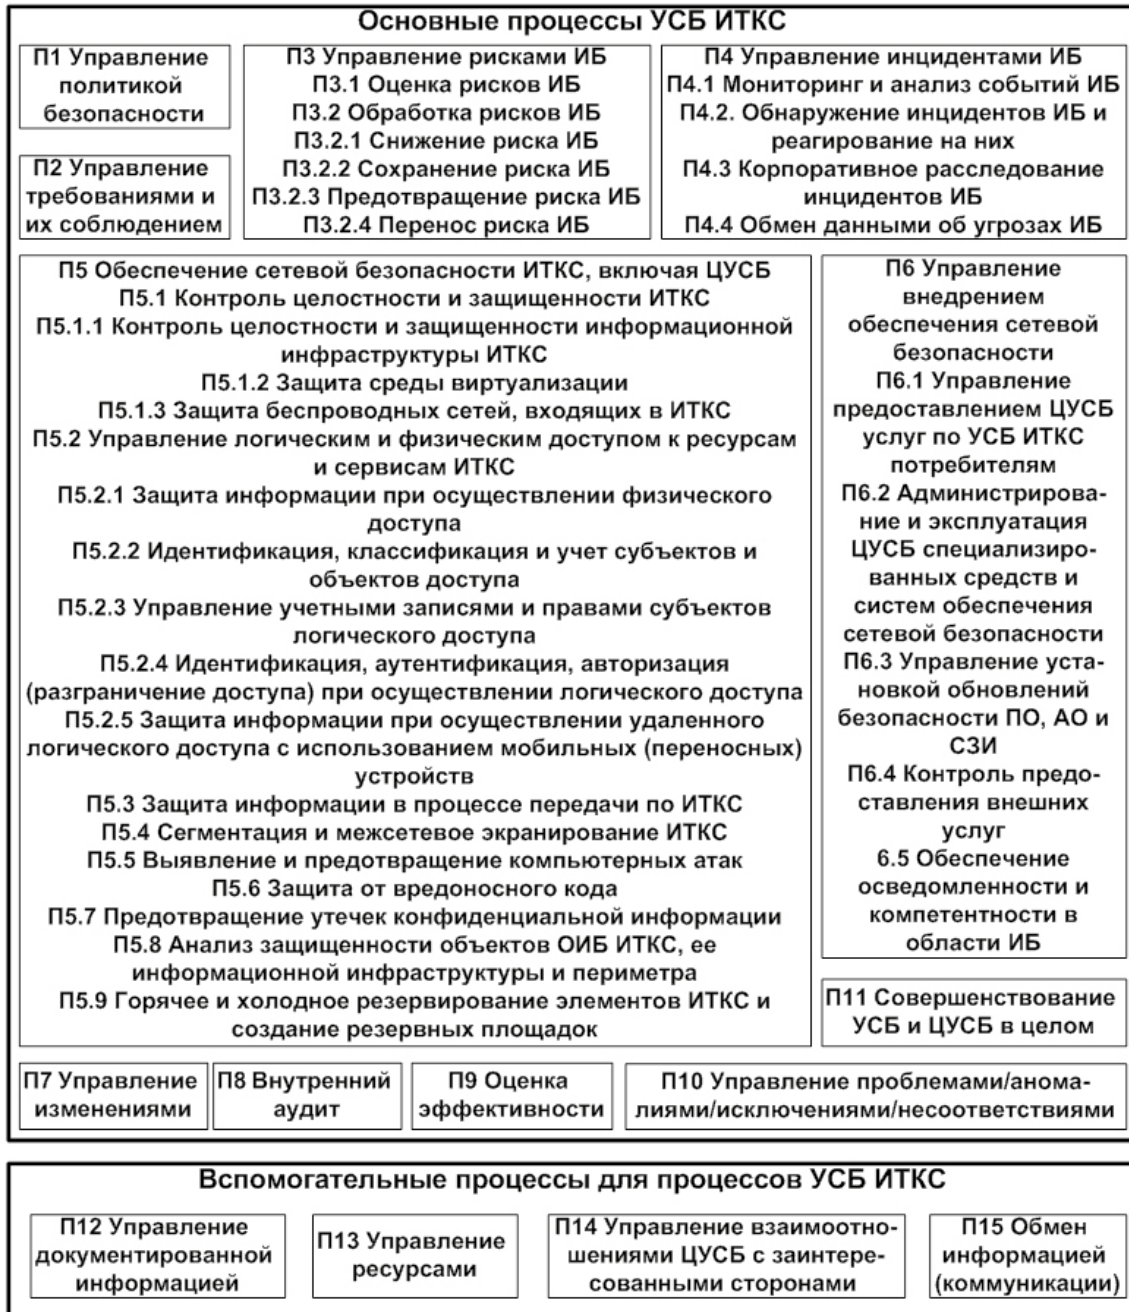 Основные процессы УСБ ИТКС
П1 Управление
политикой
безопасности
П2 Управление
требованиями и
их соблюдением
П3 Управление рисками ИБ
П3.1 Оценка рисков ИБ
П3.2 Обработка рисков ИБ
П3.2.1 Снижение риска ИБ
П3.2.2 Сохранение риска ИБ
П3.2.3 Предотвращение риска ИБ
П3.2.4 Перенос риска ИБ
П4 Управление инцидентами ИБ
П4.1 Мониторинг и анализ событий ИБ
П4.2. Обнаружение инцидентов ИБ и
реагирование на них
П4.3 Корпоративное расследование
инцидентов ИБ
П4.4 Обмен данными об угрозах ИБ
П5 Обеспечение сетевой безопасности ИТКС, включая ЦУСБ
П5.1 Контроль целостности и защищенности ИТКС
П5.1.1 Контроль целостности и защищенности информационной
инфраструктуры ИТКС
П5.1.2 Защита среды виртуализации
П5.1.3 Защита беспроводных сетей, входящих в ИТКС
П5.2 Управление логическим и физическим доступом к ресурсам
и сервисам ИТКС
П5.2.1 Защита информации при осуществлении физического
доступа
П5.2.2 Идентификация, классификация и учет субъектов и
объектов доступа
П5.2.3 Управление учетными записями и правами субъектов
логического доступа
П5.2.4 Идентификация, аутентификация, авторизация
(разграничение доступа) при осуществлении логического доступа
П5.2.5 Защита информации при осуществлении удаленного
логического доступа с использованием мобильных (переносных)
устройств
П5.3 Защита информации в процессе передачи по ИТКС
П5.4 Сегментация и межсетевое экранирование ИТКС
П5.5 Выявление и предотвращение компьютерных атак
П5.6 Защита от вредоносного кода
П5.7 Предотвращение утечек конфиденциальной информации
П5.8 Анализ защищенности объектов ОИБ ИТКС, ее
информационной инфраструктуры и периметра
П5.9 Горячее и холодное резервирование элементов ИТКС и
создание резервных площадок
П6 Управление
внедрением
обеспечения сетевой
безопасности
П6.1 Управление
предоставлением ЦУСБ
услуг по УСБ ИТКС
потребителям
П6.2 Администрирова-
ние и эксплуатация
ЦУСБ специализиро-
ванных средств и
систем обеспечения
сетевой безопасности
П6.3 Управление уста-
новкой обновлений
безопасности ПО, АО и
СЗИ
П6.4 Контроль предо-
ставления внешних
услуг
6.5 Обеспечение
осведомленности и
компетентности в
области ИБ
П11 Совершенствование
УСБ и ЦУСБ в целом
П7 Управление
изменениями
П8 Внутренний
аудит
П9 Оценка
эффективности
П10 Управление проблемами/анома-
лиями/исключениями/несоответствиями
Вспомогательные процессы для процессов УСБ ИТКС
П12 Управление
документированной
информацией
П13 Управление
ресурсами
П14 Управление взаимоотно-
шениями ЦУСБ с заинтере-
сованными сторонами
П15 Обмен
информацией
(коммуникации)